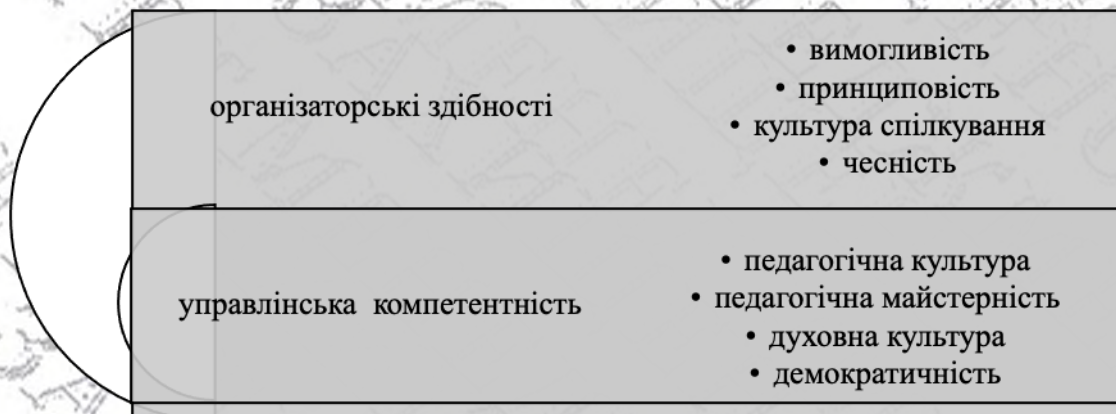 організаторські здібності
• вимогливість
• принциповість
• культура спілкування
• чесність
управлінська компетентність
• педагогічна культура
• педагогічна майстерність
• духовна культура
• демократичність